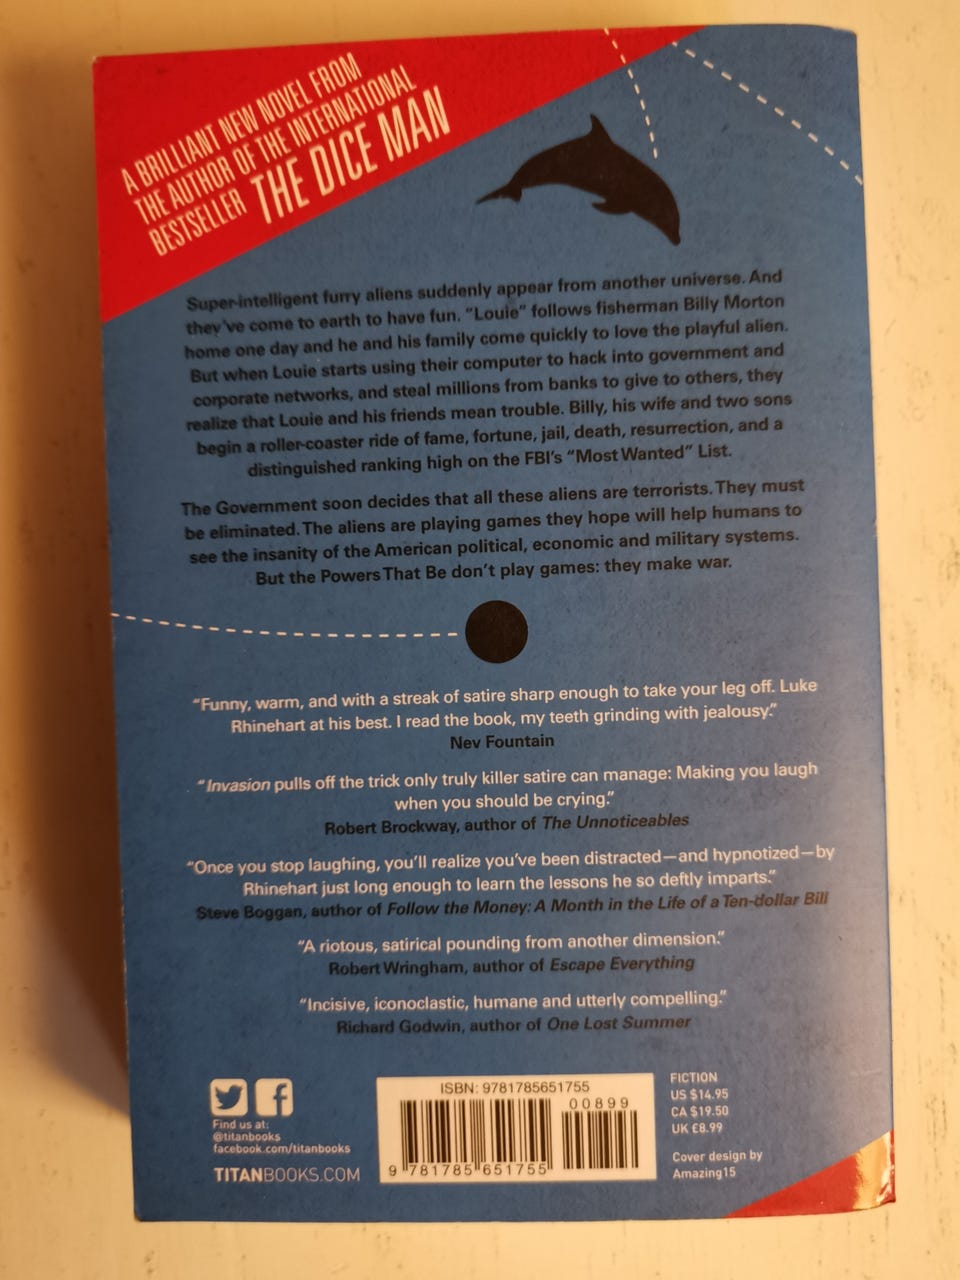 A BRILLIANT NEW NOVEL FROM
THE AUTHOR OF THE INTERNATIONAL
BESTSELLER THE DICE MAN
Super-intelligent furry aliens suddenly appear from another universe. And
they've come to earth to have fun. “Louie” follows fisherman Billy Morton
home one day and he and his family come quickly to love the playful alien.
But when Louie starts using their computer to hack into government and
corporate networks, and steal millions from banks to give to others, they
realize that Louie and his friends mean trouble. Billy, his wife and two sons
begin a roller-coaster ride of fame, fortune, jail, death, resurrection, and a
distinguished ranking high on the FBI's “Most Wanted” List.
The Government soon decides that all these aliens are terrorists. They must
be eliminated. The aliens are playing games they hope will help humans to
see the insanity of the American political, economic and military systems.
But the Powers That Be don't play games: they make war.
“Funny, warm, and with a streak of satire sharp enough to take your leg off. Luke
Rhinehart at his best. I read the book, my teeth grinding with jealousy.”
Nev Fountain
“Invasion pulls off the trick only truly killer satire can manage: Making you laugh
when you should be crying.”
Robert Brockway, author of The Unnoticeables
“Once you stop laughing, you'll realize you've been distracted—and hypnotized—by
Rhinehart just long enough to learn the lessons he so deftly imparts.”
Steve Boggan, author of Follow the Money: A Month in the Life of a Ten-dollar Bill
“A riotous, satirical pounding from another dimension.”
Robert Wringham, author of Escape Everything
“Incisive, iconoclastic, humane and utterly compelling.”
Richard Godwin, author of One Lost Summer
Find us at:
@titanbooks
facebook.com/titanbooks
TITANBOOKS.COM
ISBN: 9781785651755
00899
9 781785 651755
FICTION
US $14.95
CA $19.50
UK £8.99
Cover design by
Amazing15